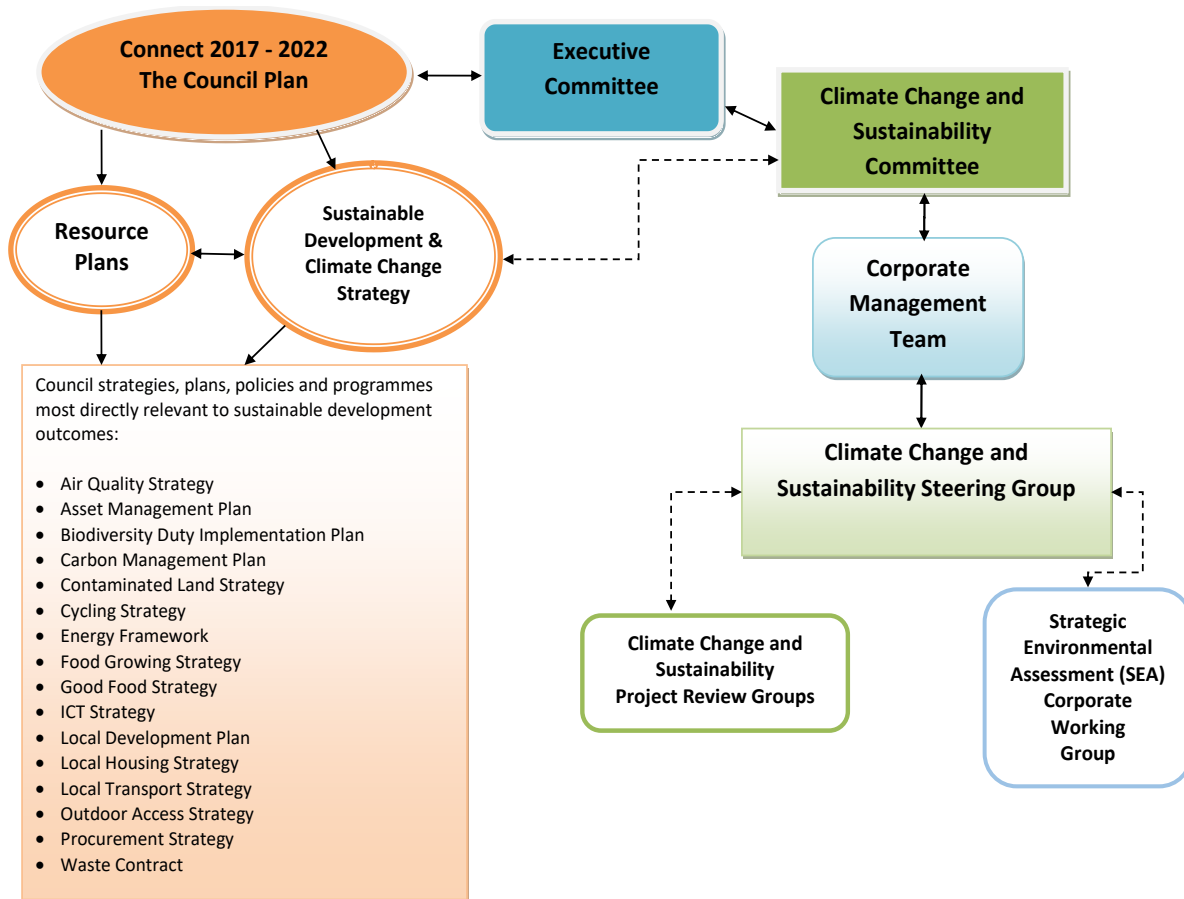 Connect 2017 - 2022
The Council Plan
Executive
Committee
Climate Change and
Sustainability
Committee
Resource
Plans
Sustainable
Development &
Climate Change
Strategy
Corporate
Management
Team
Council strategies, plans, policies and programmes
most directly relevant to sustainable development
outcomes:
• Air Quality Strategy
• Asset Management Plan
• Biodiversity Duty Implementation Plan
• Carbon Management Plan
• Contaminated Land Strategy
• Cycling Strategy
• Energy Framework
• Food Growing Strategy
• Good Food Strategy
• ICT Strategy
• Local Development Plan
• Local Housing Strategy
• Local Transport Strategy
• Outdoor Access Strategy
• Procurement Strategy
• Waste Contract
Climate Change and
Sustainability Steering Group
Climate Change and
Sustainability
Project Review Groups
Strategic
Environmental
Assessment (SEA)
Corporate
Working
Group